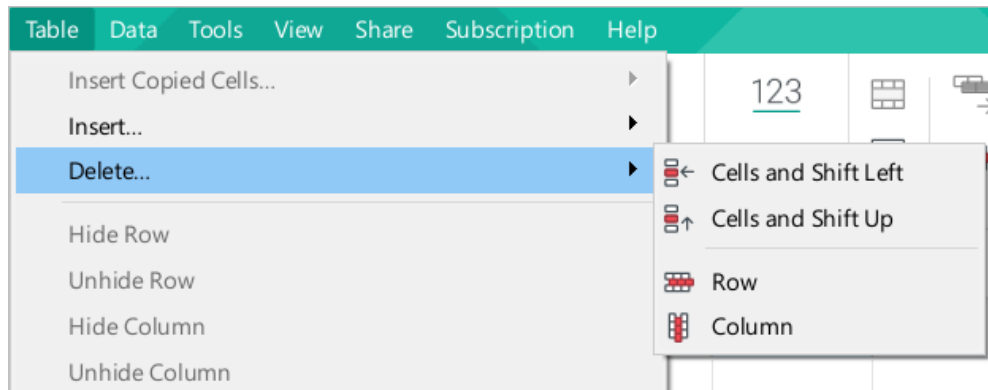 Table Data Tools View Share Subscription Help
Insert Copied Cells...
123
Insert...
Delete...
Cells and Shift Left
Cells and Shift Up
Hide Row
Unhide Row
Row
Hide Column
Column
Unhide Column